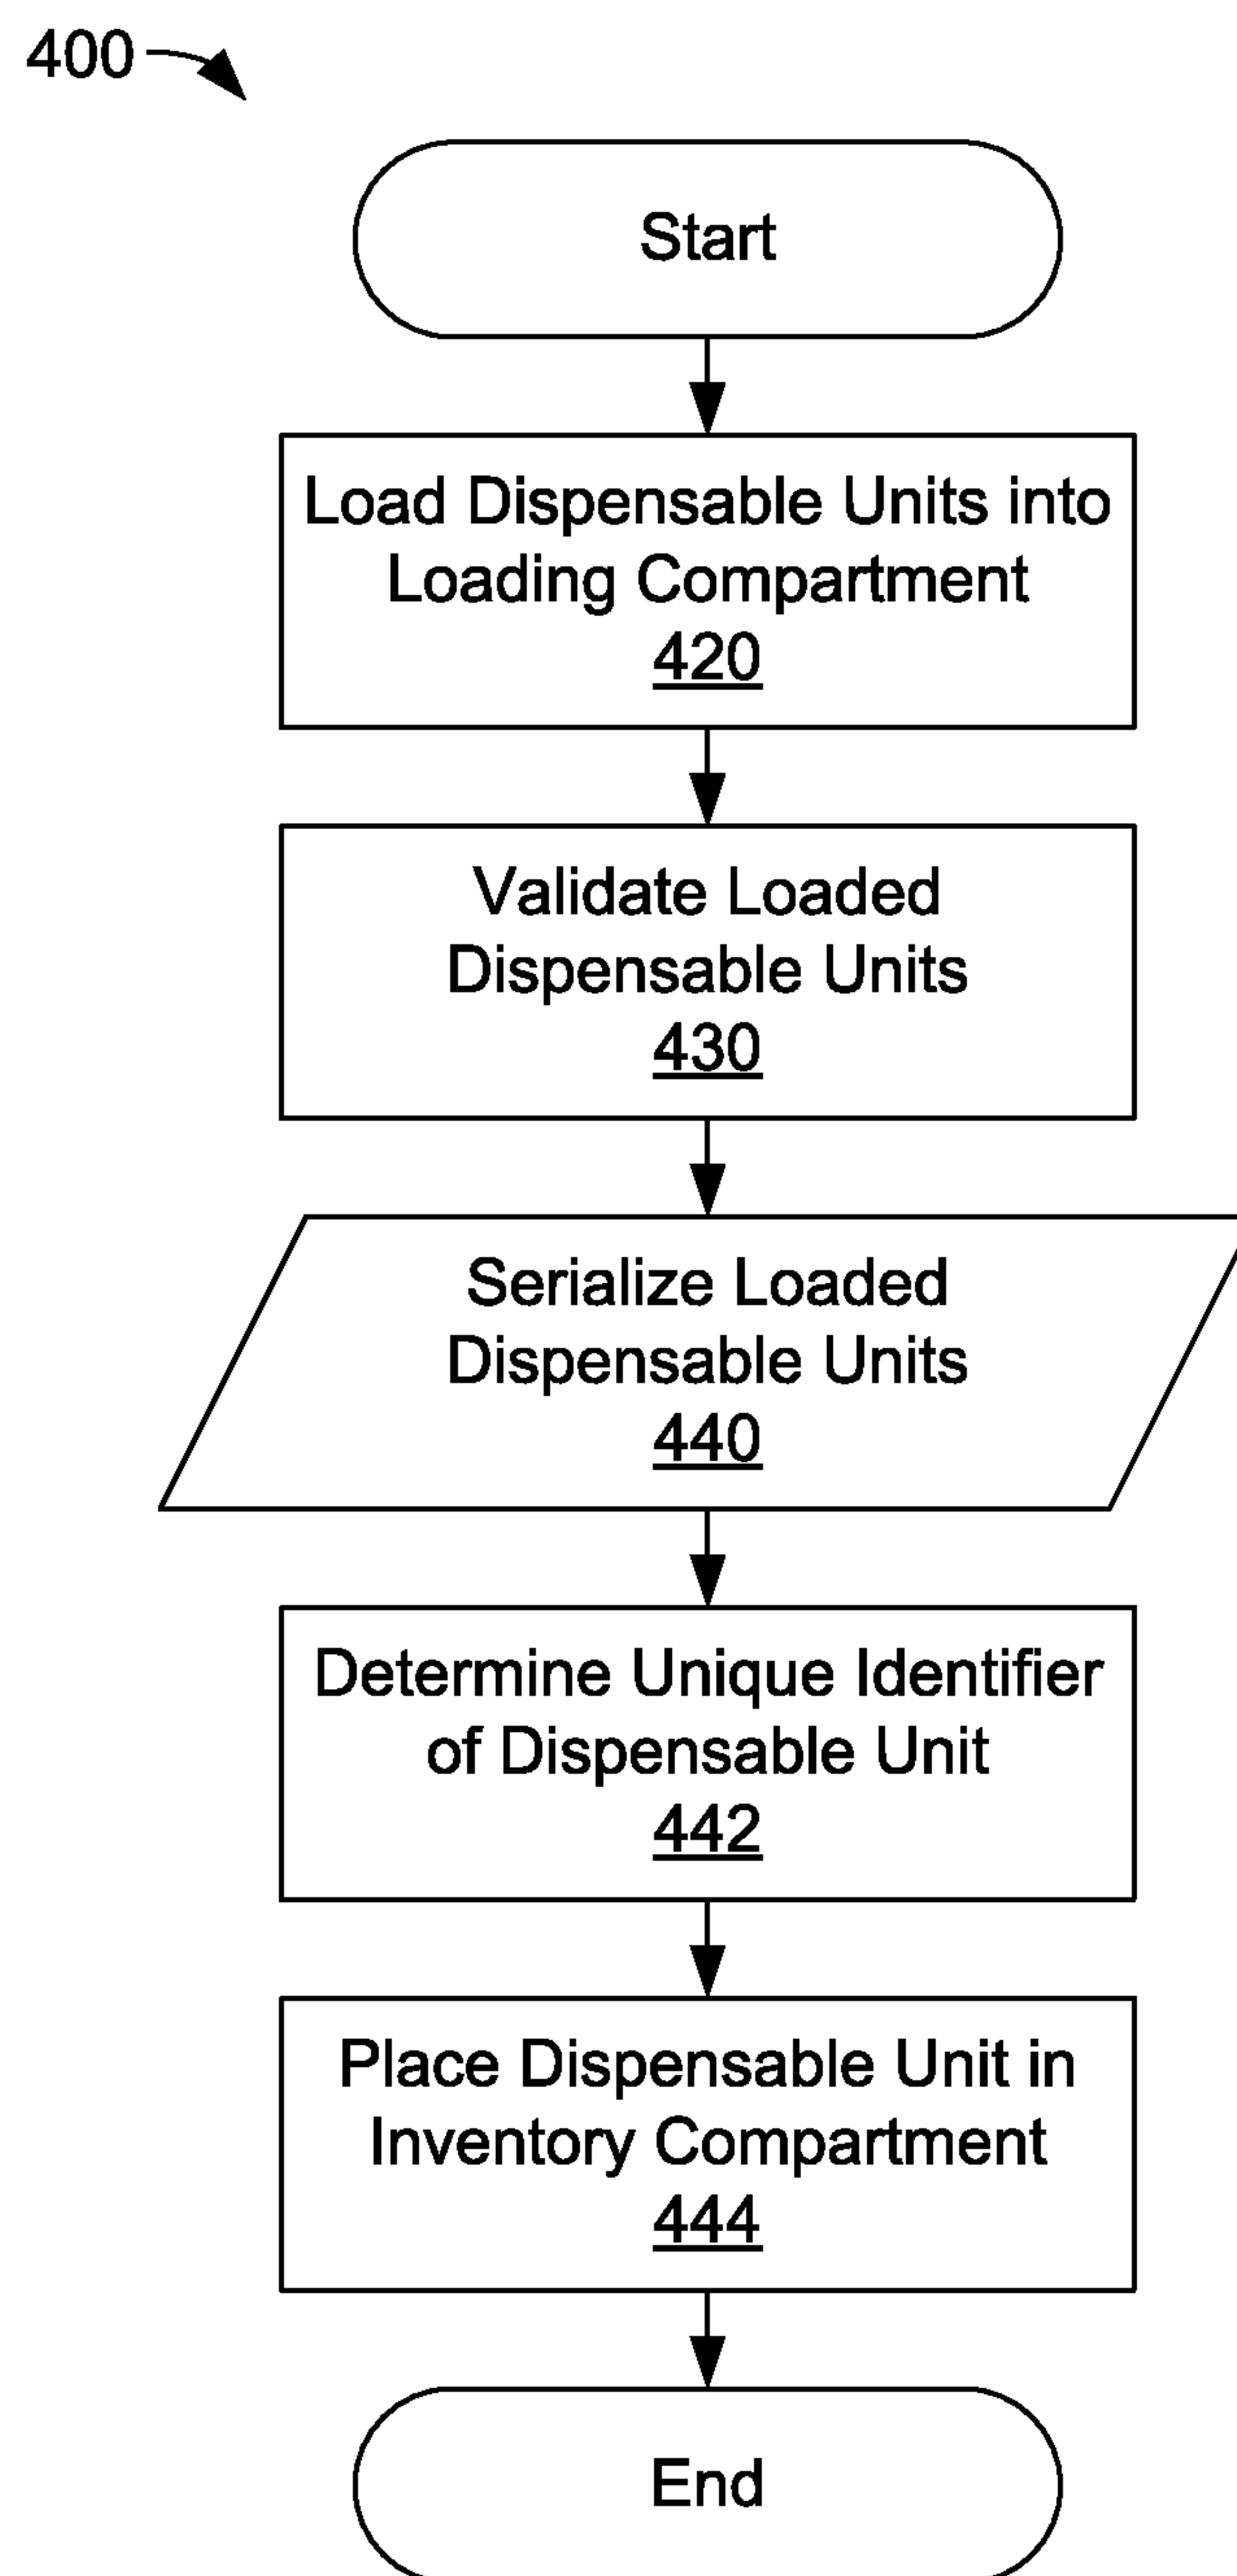 400
Start
Load Dispensable Units into
Loading Compartment
420
Validate Loaded
Dispensable Units
430
Serialize Loaded
Dispensable Units
440
Determine Unique Identifier
of Dispensable Unit
442
Place Dispensable Unit in
Inventory Compartment
444
End